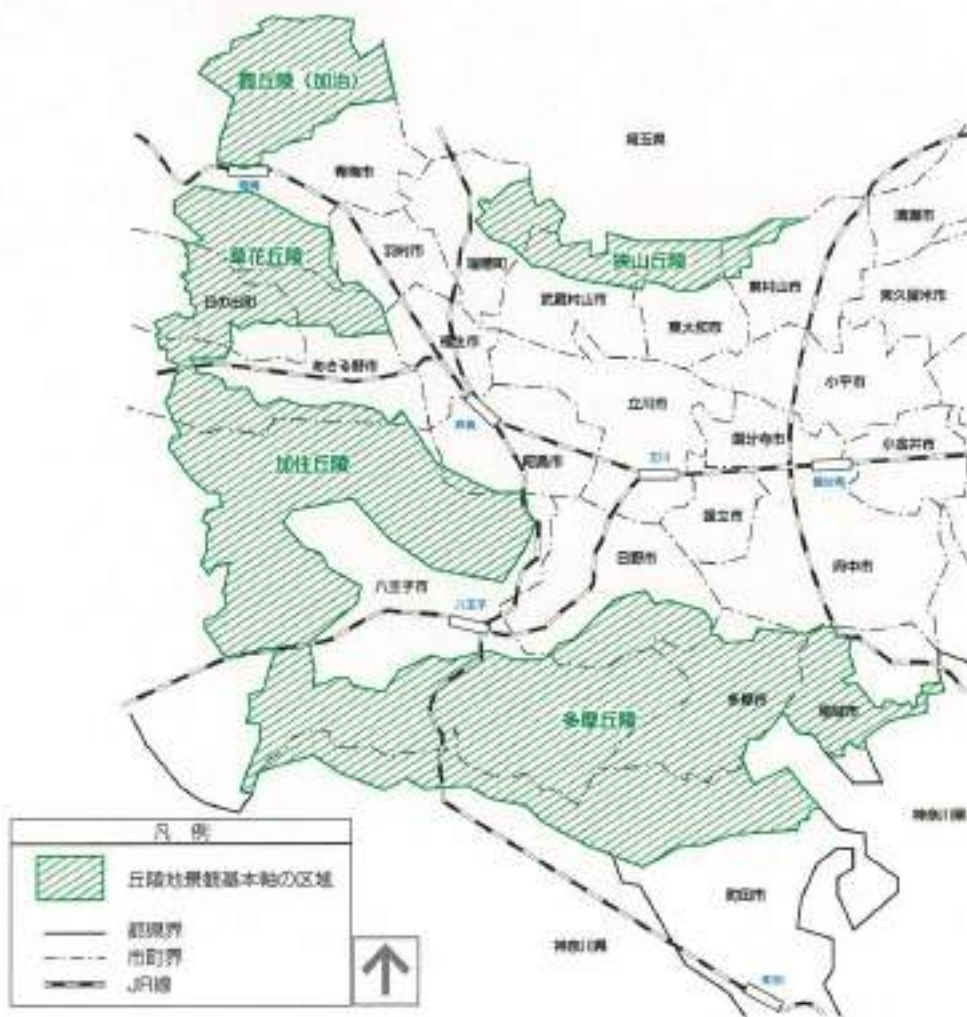 霞丘陵（加治）
埼玉県
青梅市
青梅
清瀬市
草花丘陵
羽村市
瑞穂町
狭山丘陵
東村山市
東久留米市
日の出町
武蔵村山市
東大和市
福生市
あきる野市
小平市
立川市
拝島
国分寺市
小金井市
加住丘陵
昭島市
立川
国分寺
国立市
日野市
府中市
八王子市
八王子
多摩市
稲城市
多摩丘陵
神奈川県
町田市
神奈川県
町田
凡 例
丘陵地景観基本軸の区域
都県界
市町界
JR線